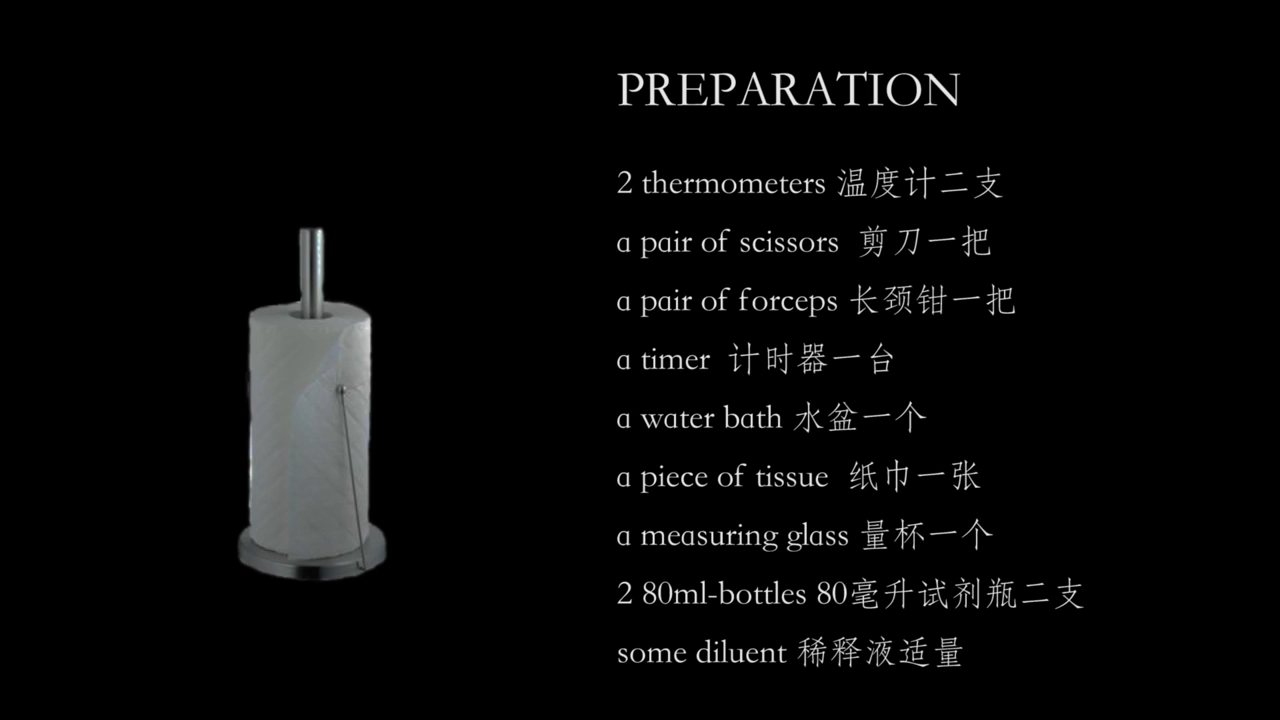 PREPARATION
2 thermometers 温度计二支
a pair of scissors 剪刀一把
a pair of forceps 长颈钳一把
a timer 计时器一台
a water bath 水盆一个
a piece of tissue 纸巾一张
a measuring glass 量杯一个
2 80ml-bottles 80毫升试剂瓶二支
some diluent 稀释液适量